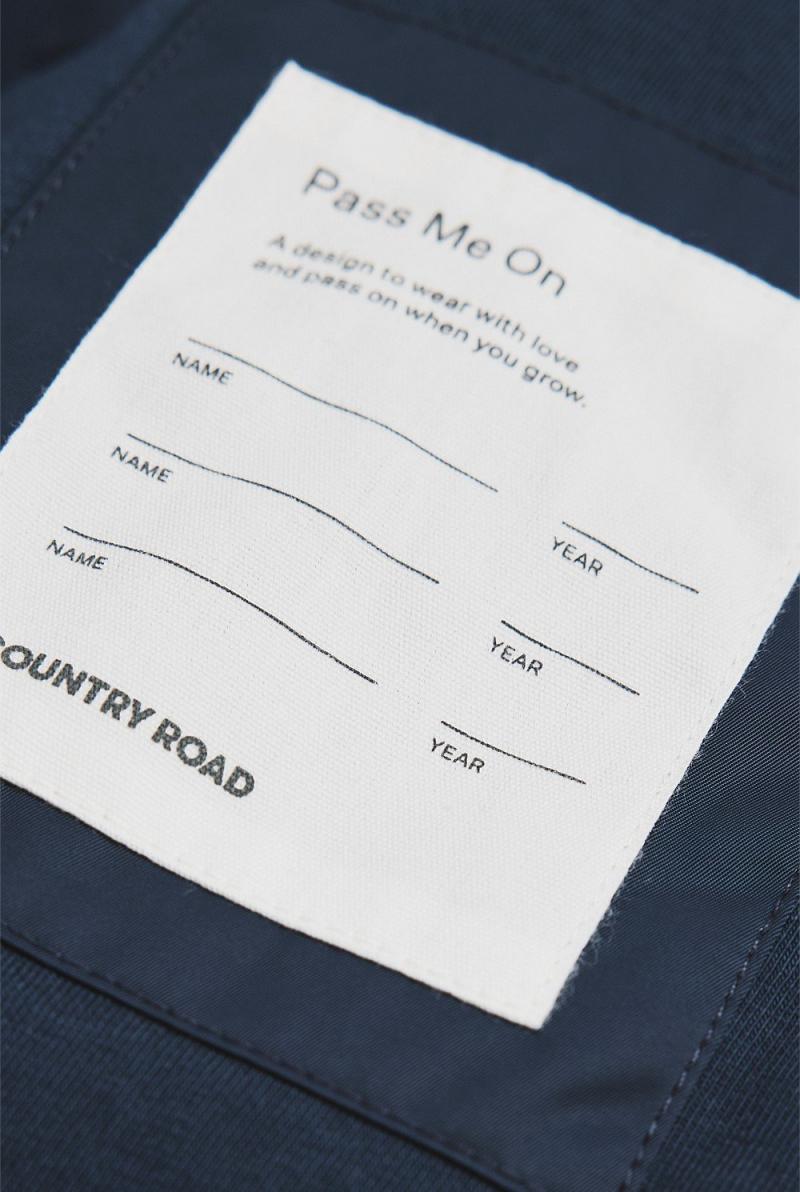 Pass Me On
A design to wear with love
and pass on when you grow.
NAME YEAR
NAME YEAR
NAME YEAR
COUNTRY ROAD